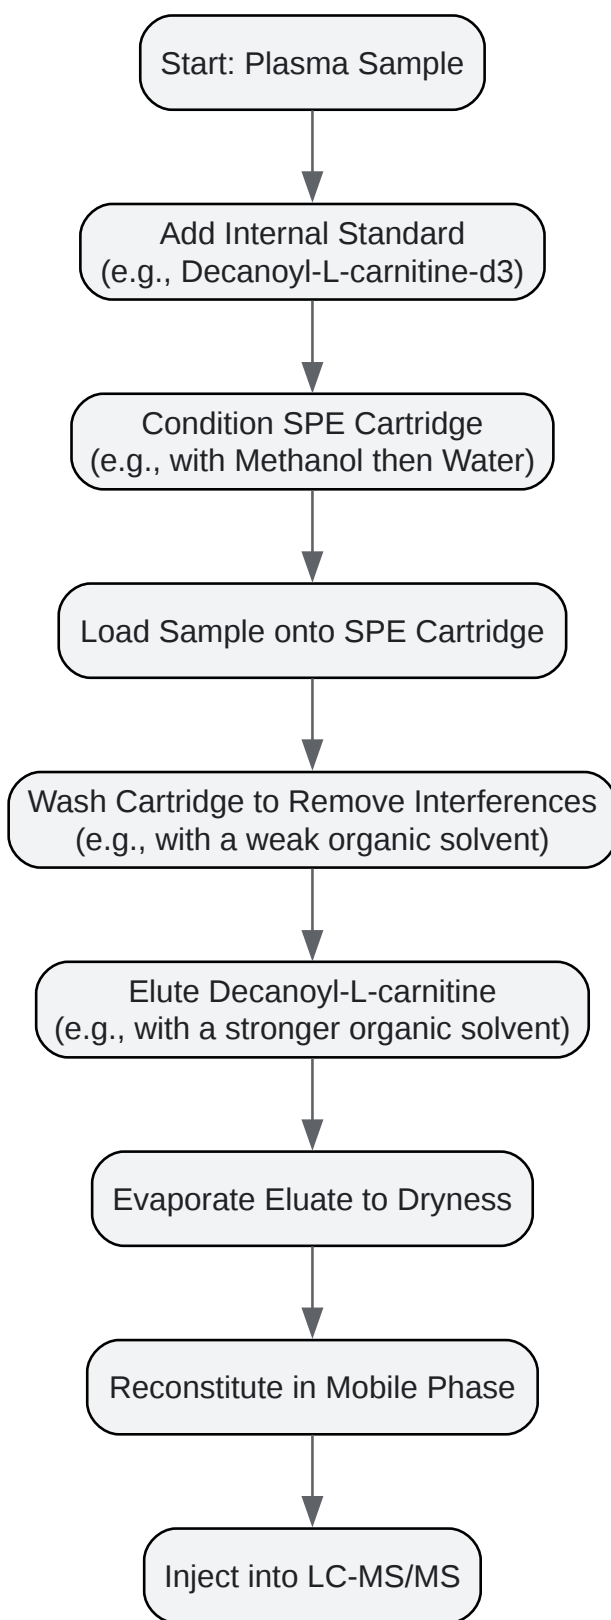 Start: Plasma Sample
Add Internal Standard
(e.g., Decanoyl-L-carnitine-d3)
Condition SPE Cartridge
(e.g., with Methanol then Water)
Load Sample onto SPE Cartridge
Wash Cartridge to Remove Interferences
(e.g., with a weak organic solvent)
Elute Decanoyl-L-carnitine
(e.g., with a stronger organic solvent)
Evaporate Eluate to Dryness
Reconstitute in Mobile Phase
Inject into LC-MS/MS